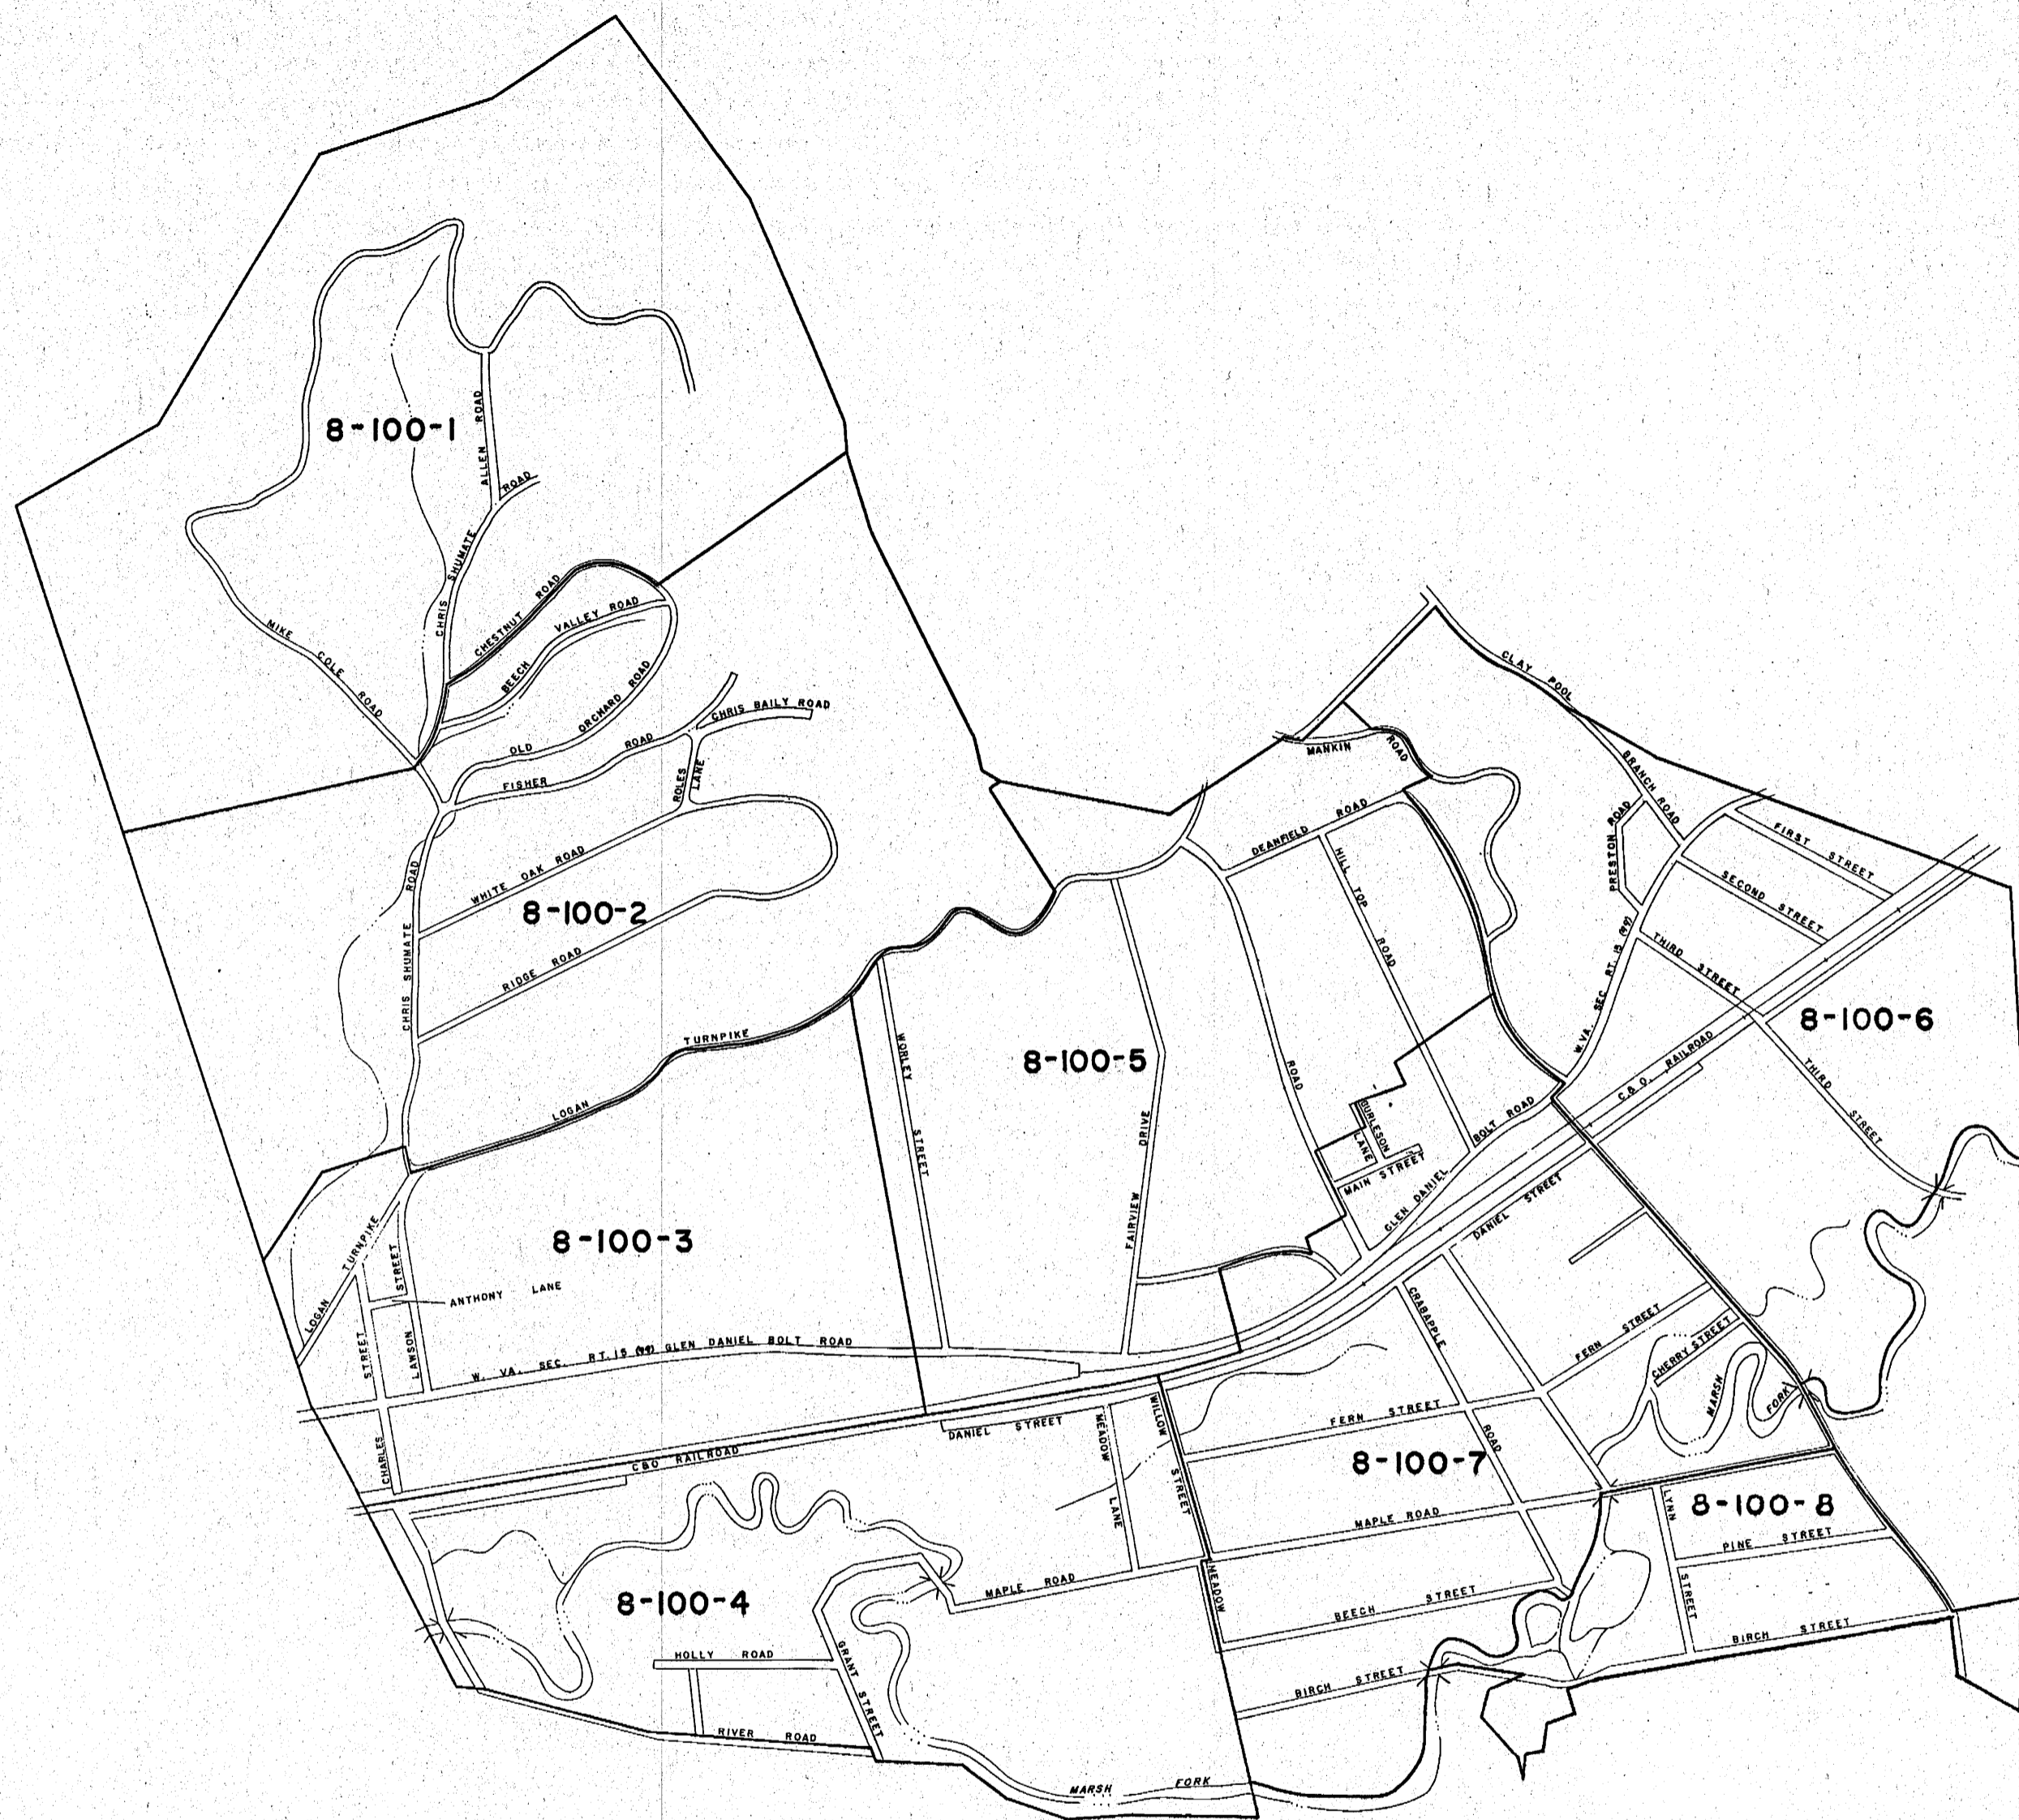 8-100-1
ALLEN ROAD
CHRIS SHUMATE ROAD
CHESTNUT ROAD
BEECH VALLEY ROAD
MIKE COLE ROAD
OLD ORCHARD ROAD
FISHER ROAD
CHRIS BAILY ROAD
ROLES LANE
WHITE OAK ROAD
8-100-2
RIDGE ROAD
CHRIS SHUMATE ROAD
LOGAN TURNPIKE
CLAY POOL BRANCH ROAD
MANKIN ROAD
DEANFIELD ROAD
HILL TOP ROAD
PRESTON ROAD
FIRST STREET
SECOND STREET
THIRD STREET
W.VA. SEC. RT. 15 (99)
8-100-6
THIRD STREET
C.&O. RAILROAD
WORLEY STREET
8-100-5
FAIRVIEW DRIVE
ROAD
BURLESON LANE
MAIN STREET
GLEN DANIEL BOLT ROAD
DANIEL STREET
8-100-3
LOGAN TURNPIKE
STREET
ANTHONY LANE
LAWSON
CHARLES STREET
W. VA. SEC. RT. 15 (99) GLEN DANIEL BOLT ROAD
C&O RAILROAD
DANIEL STREET
MEADOW LANE
WILLOW STREET
CRABAPPLE ROAD
FERN STREET
FERN STREET
CHERRY STREET
MARSH FORK
8-100-7
MAPLE ROAD
LYNN STREET
8-100-8
PINE STREET
BIRCH STREET
8-100-4
MAPLE ROAD
MEADOW
BEECH STREET
BIRCH STREET
HOLLY ROAD
GRANT STREET
RIVER ROAD
MARSH FORK